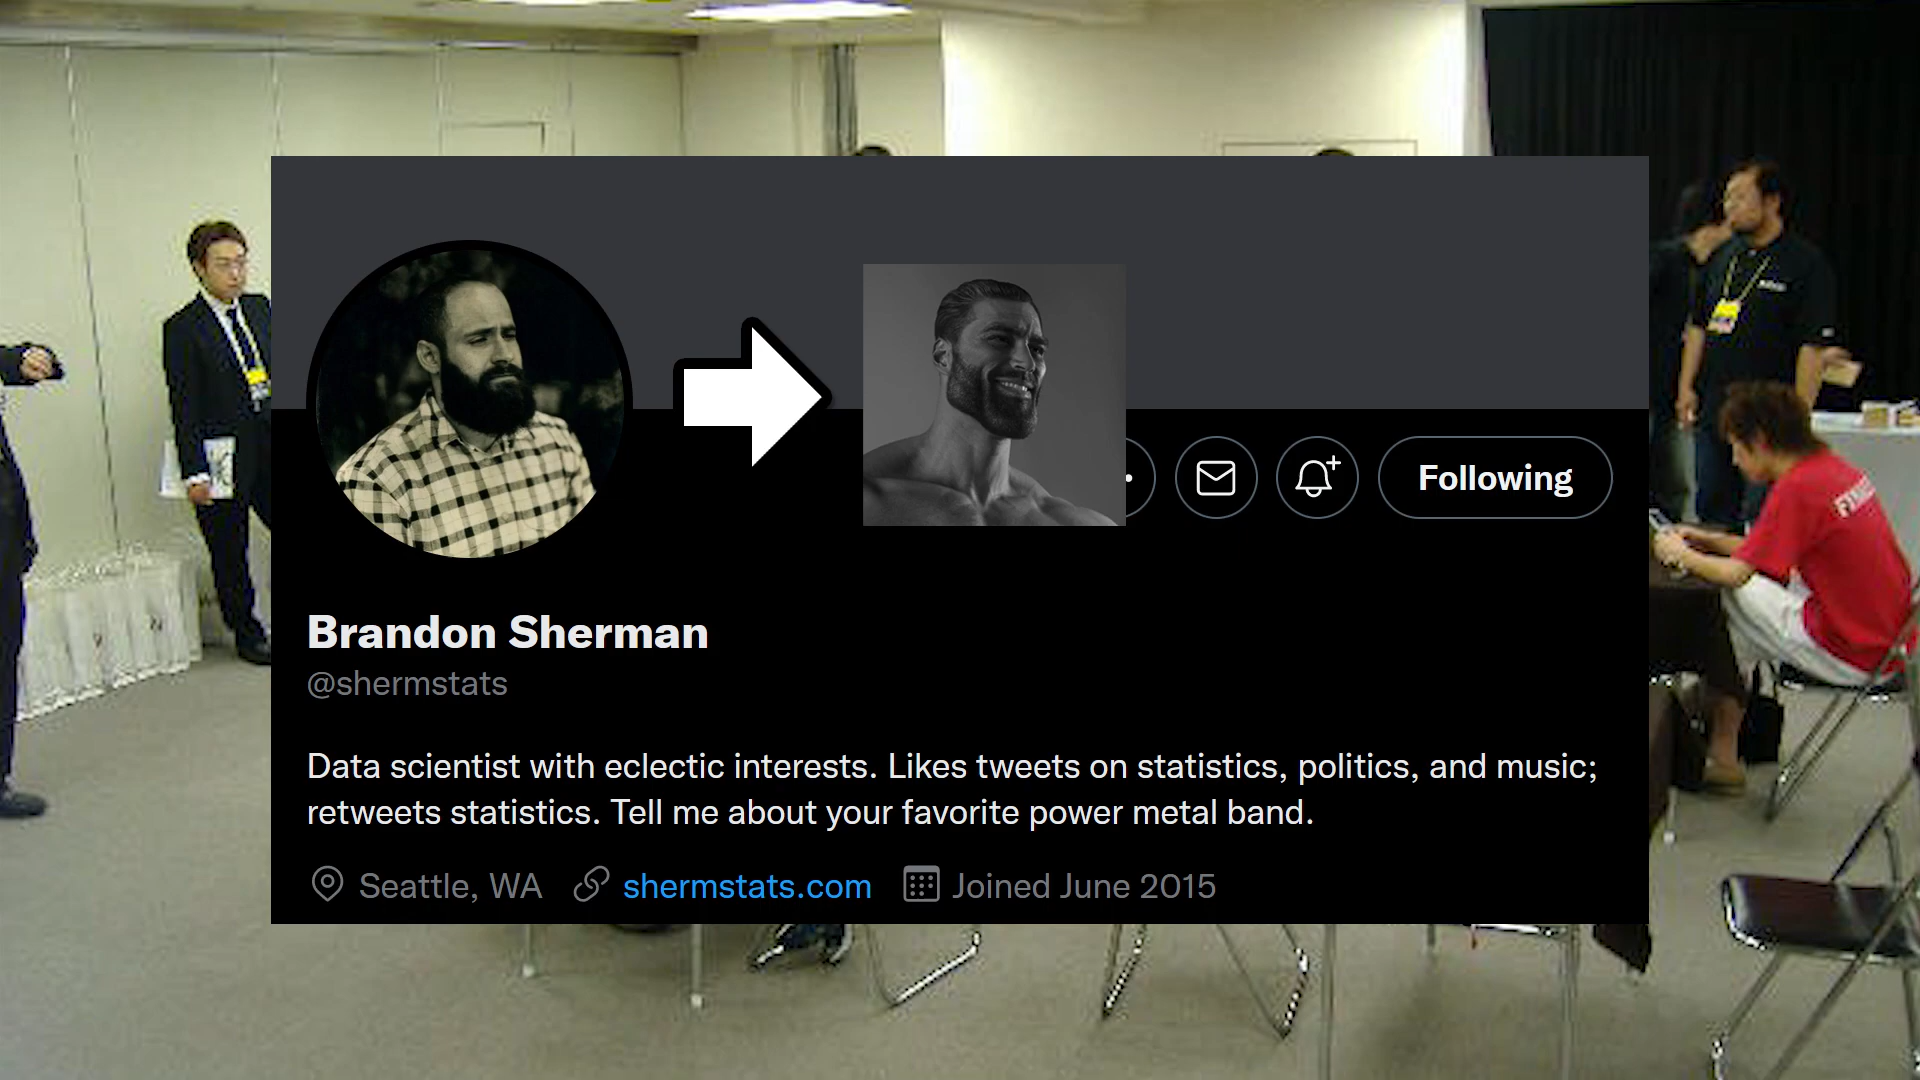 Following
Brandon Sherman
@shermstats
Data scientist with eclectic interests. Likes tweets on statistics, politics, and music;
retweets statistics. Tell me about your favorite power metal band.
Seattle, WA shermstats.com Joined June 2015